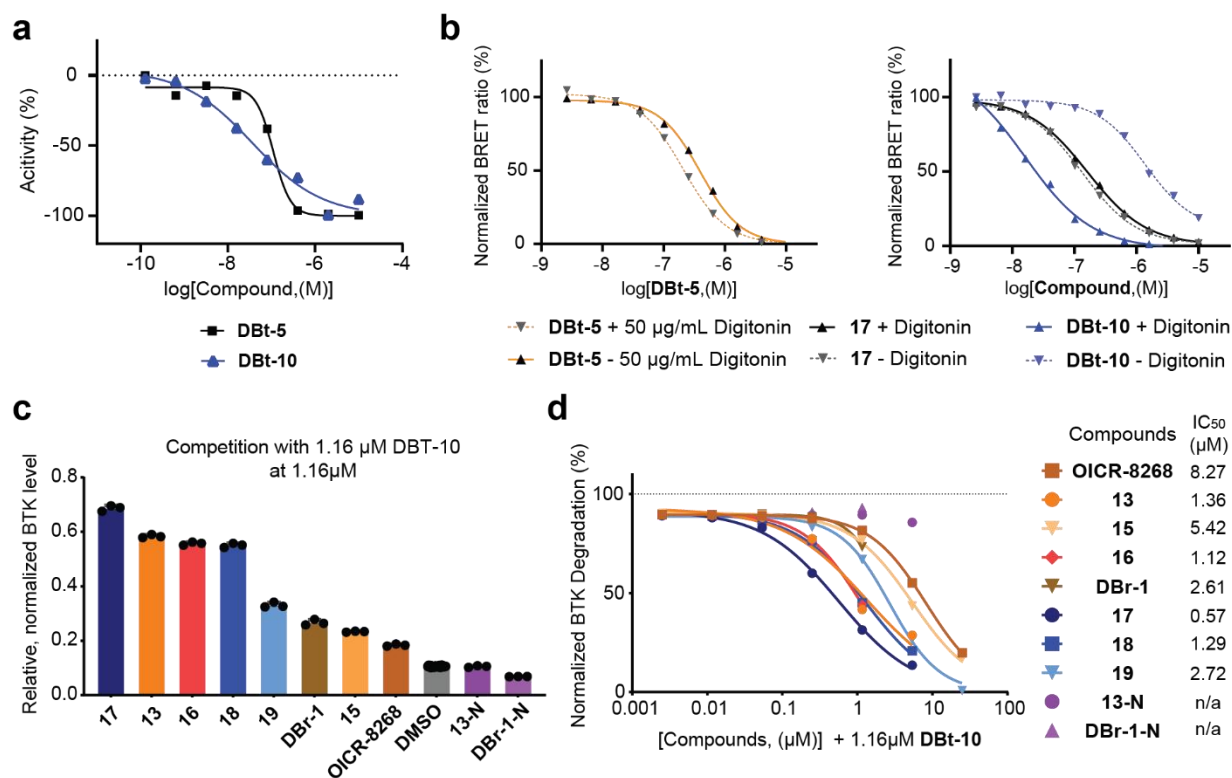 a
Acitivity (%)
0
-50
-100
-10
-8
-6
-4
log[Compound,(M)]
DBt-5
DBt-10
b
Normalized BRET ratio (%)
100
50
0
-9
-8
-7
-6
-5
log[DBt-5,(M)]
Normalized BRET ratio (%)
100
50
0
-9
-8
-7
-6
-5
log[Compound,(M)]
DBt-5 + 50 µg/mL Digitonin
DBt-5 - 50 µg/mL Digitonin
17 + Digitonin
17 - Digitonin
DBt-10 + Digitonin
DBt-10 - Digitonin
c
Competition with 1.16 µM DBT-10
at 1.16µM
Relative, normalized BTK level
0.8
0.6
0.4
0.2
0.0
17
13
16
18
19
DBr-1
15
OICR-8268
DMSO
13-N
DBr-1-N
d
Normalized BTK Degradation (%)
100
50
0
0.001
0.01
0.1
1
10
100
[Compounds, (µM)] + 1.16µM DBt-10
Compounds IC50
(µM)
OICR-8268 8.27
13 1.36
15 5.42
16 1.12
DBr-1 2.61
17 0.57
18 1.29
19 2.72
13-N n/a
DBr-1-N n/a